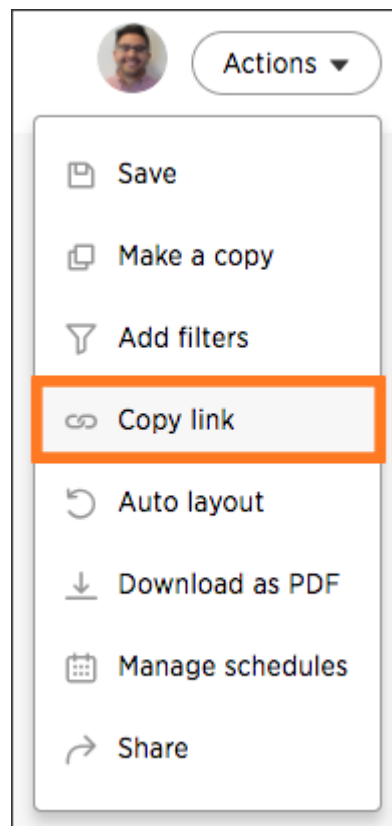 Actions
Save
Make a copy
Add filters
Copy link
Auto layout
Download as PDF
Manage schedules
Share